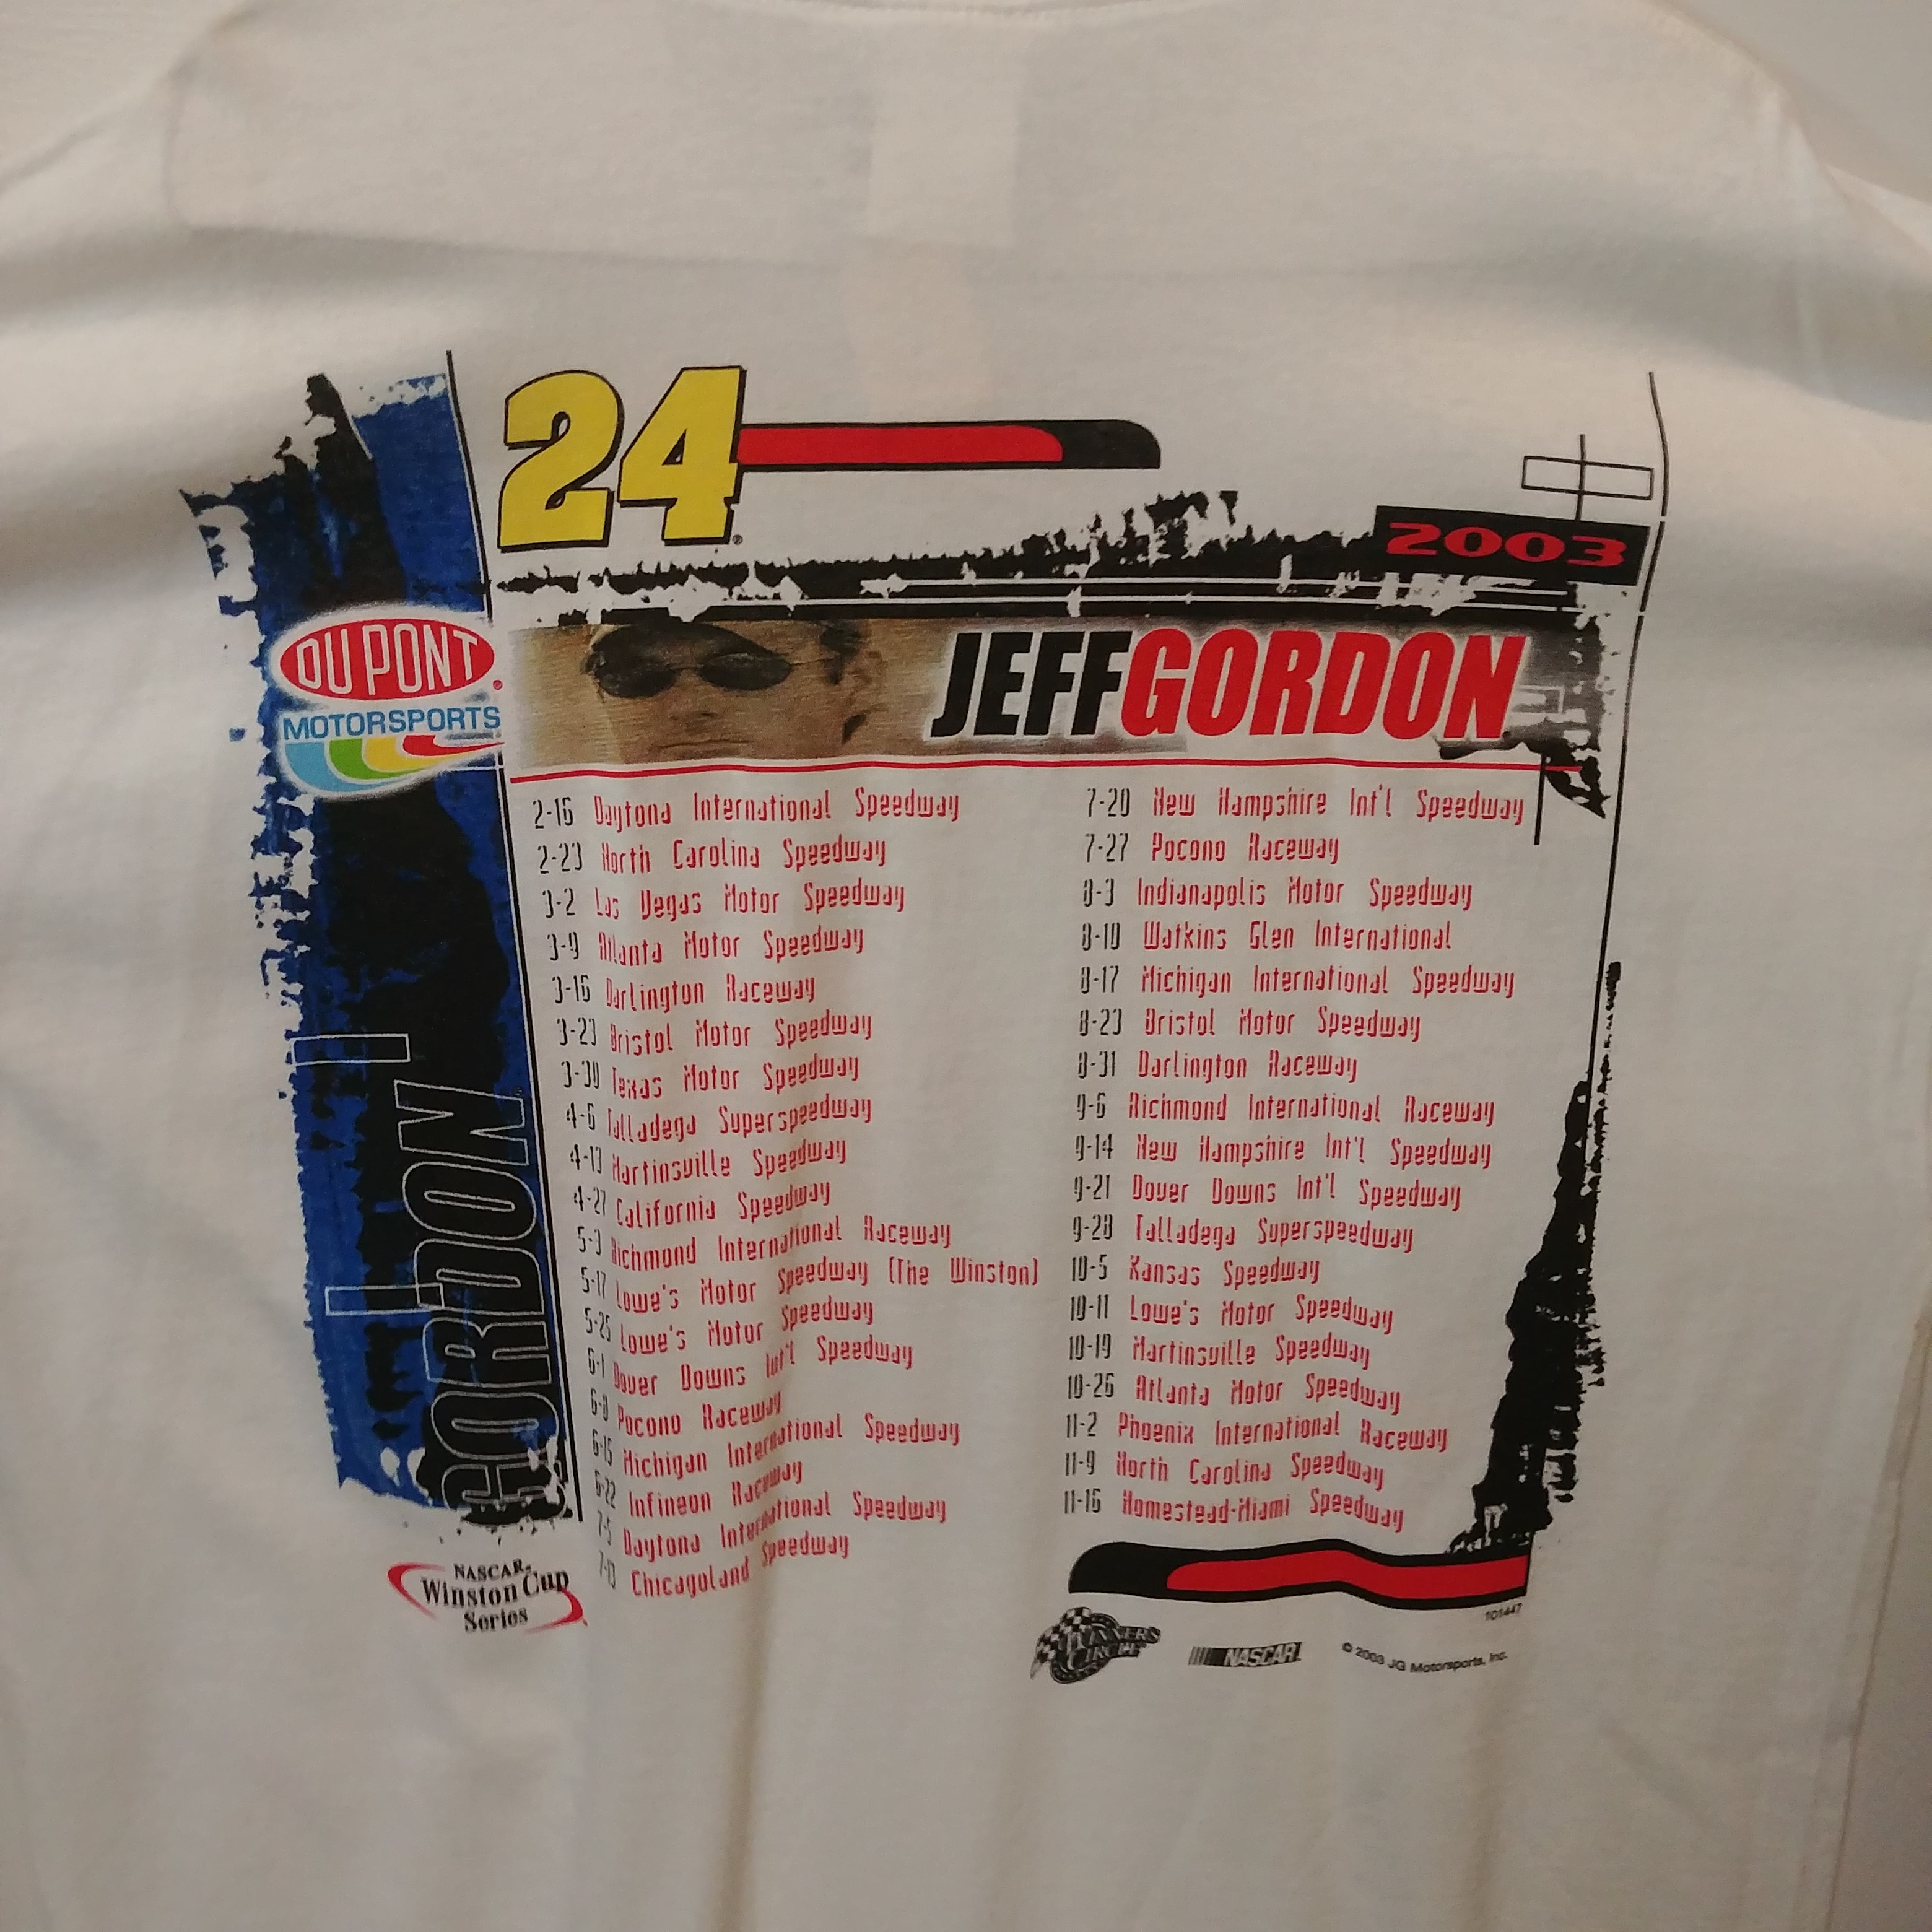 24
2003
DUPONT
MOTORSPORTS
JEFFGORDON
GORDON
2-16 Daytona International Speedway
2-23 North Carolina Speedway
3-2 Las Vegas Motor Speedway
3-9 Atlanta Motor Speedway
3-16 Darlington Raceway
3-23 Bristol Motor Speedway
3-30 Texas Motor Speedway
4-6 Talladega Superspeedway
4-13 Martinsville Speedway
4-27 California Speedway
5-3 Richmond International Raceway
5-17 Lowe's Motor Speedway (The Winston)
5-25 Lowe's Motor Speedway
6-1 Dover Downs Int'l Speedway
6-8 Pocono Raceway
6-15 Michigan International Speedway
6-22 Infineon Raceway
7-5 Daytona International Speedway
7-13 Chicagoland Speedway
7-20 New Hampshire Int'l Speedway
7-27 Pocono Raceway
8-3 Indianapolis Motor Speedway
8-10 Watkins Glen International
8-17 Michigan International Speedway
8-23 Bristol Motor Speedway
8-31 Darlington Raceway
9-6 Richmond International Raceway
9-14 New Hampshire Int'l Speedway
9-21 Dover Downs Int'l Speedway
9-28 Talladega Superspeedway
10-5 Kansas Speedway
10-11 Lowe's Motor Speedway
10-19 Martinsville Speedway
10-26 Atlanta Motor Speedway
11-2 Phoenix International Raceway
11-9 North Carolina Speedway
11-16 Homestead-Miami Speedway
NASCAR
Winston Cup
Series
101447
WINNERS
CIRCLE
NASCAR
© 2003 JG Motorsports, Inc.